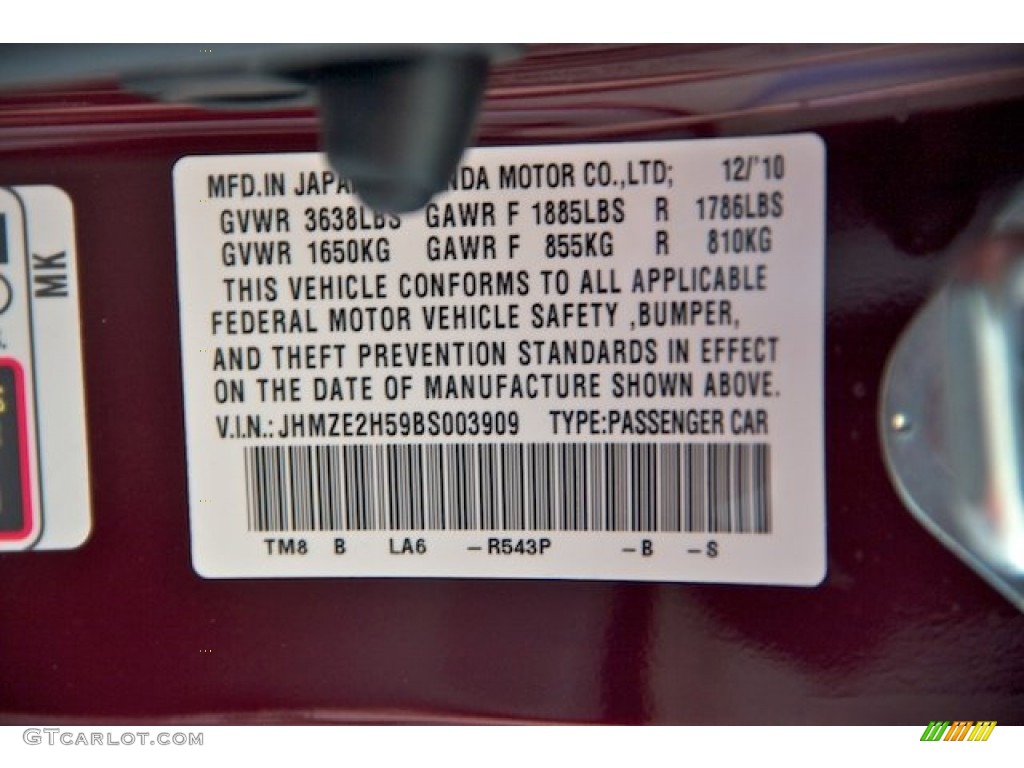 MFD.IN JAPAN NDA MOTOR CO.,LTD; 12/'10
GVWR 3638LBS GAWR F 1885LBS R 1786LBS
GVWR 1650KG GAWR F 855KG R 810KG
THIS VEHICLE CONFORMS TO ALL APPLICABLE
FEDERAL MOTOR VEHICLE SAFETY ,BUMPER,
AND THEFT PREVENTION STANDARDS IN EFFECT
ON THE DATE OF MANUFACTURE SHOWN ABOVE.
V.I.N.: JHMZE2H59BS003909 TYPE:PASSENGER CAR
TM8 B LA6 –R543P –B –S
MK
GTCARLOT.COM